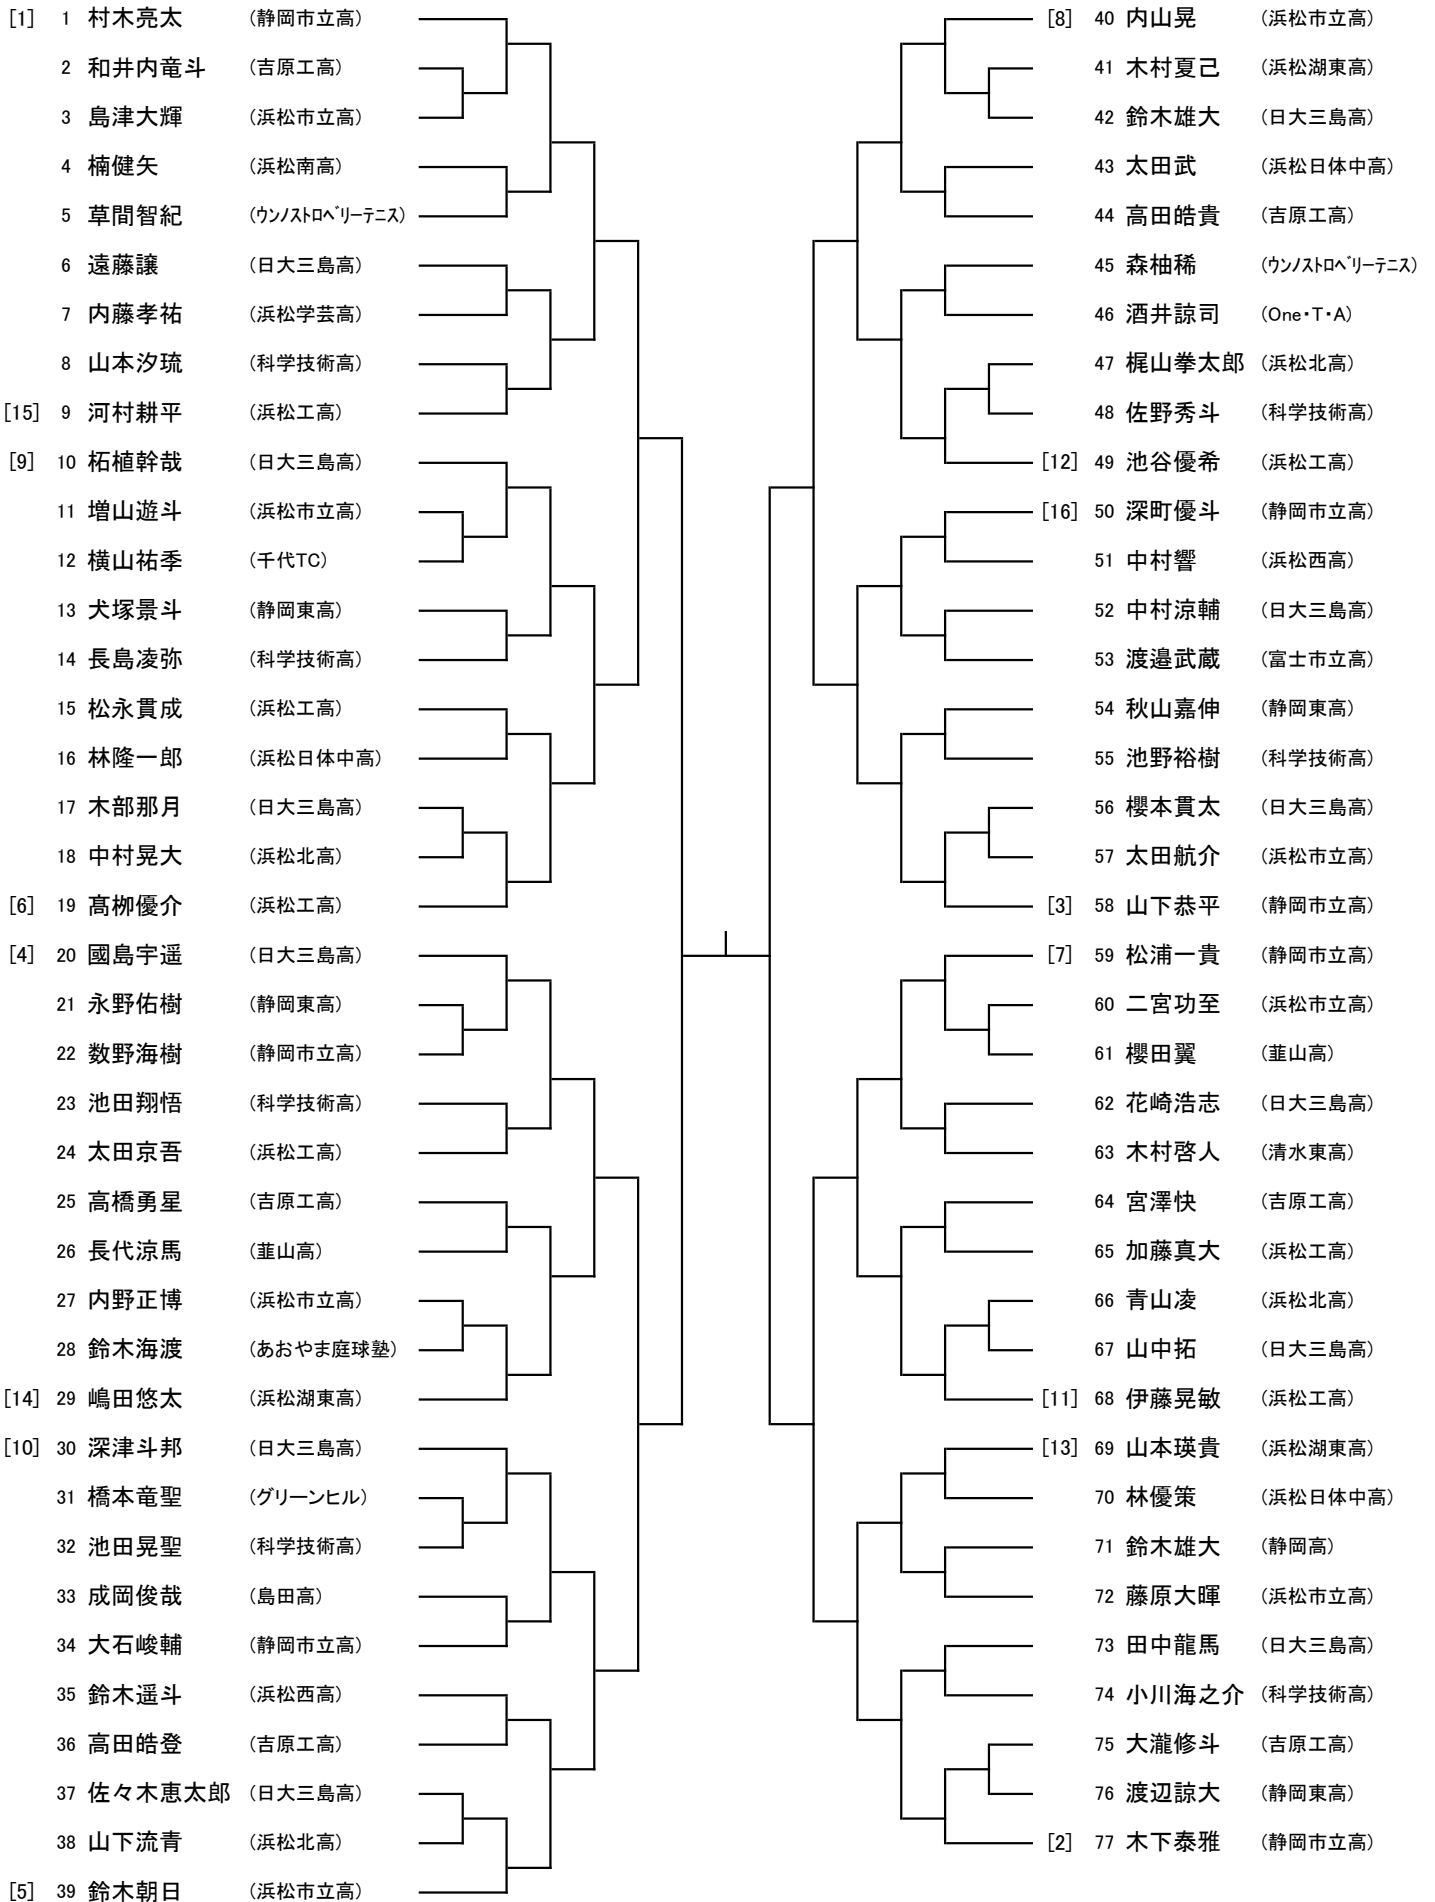 [1] 1 村木亮太 (静岡市立高)
2 和井内竜斗 (吉原工高)
3 島津大輝 (浜松市立高)
4 楠健矢 (浜松南高)
5 草間智紀 (ウンノストロベリーテニス)
6 遠藤譲 (日大三島高)
7 内藤孝祐 (浜松学芸高)
8 山本汐琉 (科学技術高)
[15] 9 河村耕平 (浜松工高)
[9] 10 柘植幹哉 (日大三島高)
11 増山遊斗 (浜松市立高)
12 横山祐季 (千代TC)
13 犬塚景斗 (静岡東高)
14 長島凌弥 (科学技術高)
15 松永貫成 (浜松工高)
16 林隆一郎 (浜松日体中高)
17 木部那月 (日大三島高)
18 中村晃大 (浜松北高)
[6] 19 髙栁優介 (浜松工高)
[4] 20 國島宇遥 (日大三島高)
21 永野佑樹 (静岡東高)
22 数野海樹 (静岡市立高)
23 池田翔悟 (科学技術高)
24 太田京吾 (浜松工高)
25 高橋勇星 (吉原工高)
26 長代涼馬 (韮山高)
27 内野正博 (浜松市立高)
28 鈴木海渡 (あおやま庭球塾)
[14] 29 嶋田悠太 (浜松湖東高)
[10] 30 深津斗邦 (日大三島高)
31 橋本竜聖 (グリーンヒル)
32 池田晃聖 (科学技術高)
33 成岡俊哉 (島田高)
34 大石峻輔 (静岡市立高)
35 鈴木遥斗 (浜松西高)
36 高田皓登 (吉原工高)
37 佐々木恵太郎 (日大三島高)
38 山下流青 (浜松北高)
[5] 39 鈴木朝日 (浜松市立高)
[8] 40 内山晃 (浜松市立高)
41 木村夏己 (浜松湖東高)
42 鈴木雄大 (日大三島高)
43 太田武 (浜松日体中高)
44 高田皓貴 (吉原工高)
45 森柚稀 (ウンノストロベリーテニス)
46 酒井諒司 (One・T・A)
47 梶山拳太郎 (浜松北高)
48 佐野秀斗 (科学技術高)
[12] 49 池谷優希 (浜松工高)
[16] 50 深町優斗 (静岡市立高)
51 中村響 (浜松西高)
52 中村涼輔 (日大三島高)
53 渡邉武蔵 (富士市立高)
54 秋山嘉伸 (静岡東高)
55 池野裕樹 (科学技術高)
56 櫻本貫太 (日大三島高)
57 太田航介 (浜松市立高)
[3] 58 山下恭平 (静岡市立高)
[7] 59 松浦一貴 (静岡市立高)
60 二宮功至 (浜松市立高)
61 櫻田翼 (韮山高)
62 花崎浩志 (日大三島高)
63 木村啓人 (清水東高)
64 宮澤快 (吉原工高)
65 加藤真大 (浜松工高)
66 青山凌 (浜松北高)
67 山中拓 (日大三島高)
[11] 68 伊藤晃敏 (浜松工高)
[13] 69 山本瑛貴 (浜松湖東高)
70 林優策 (浜松日体中高)
71 鈴木雄大 (静岡高)
72 藤原大暉 (浜松市立高)
73 田中龍馬 (日大三島高)
74 小川海之介 (科学技術高)
75 大瀧修斗 (吉原工高)
76 渡辺諒大 (静岡東高)
[2] 77 木下泰雅 (静岡市立高)